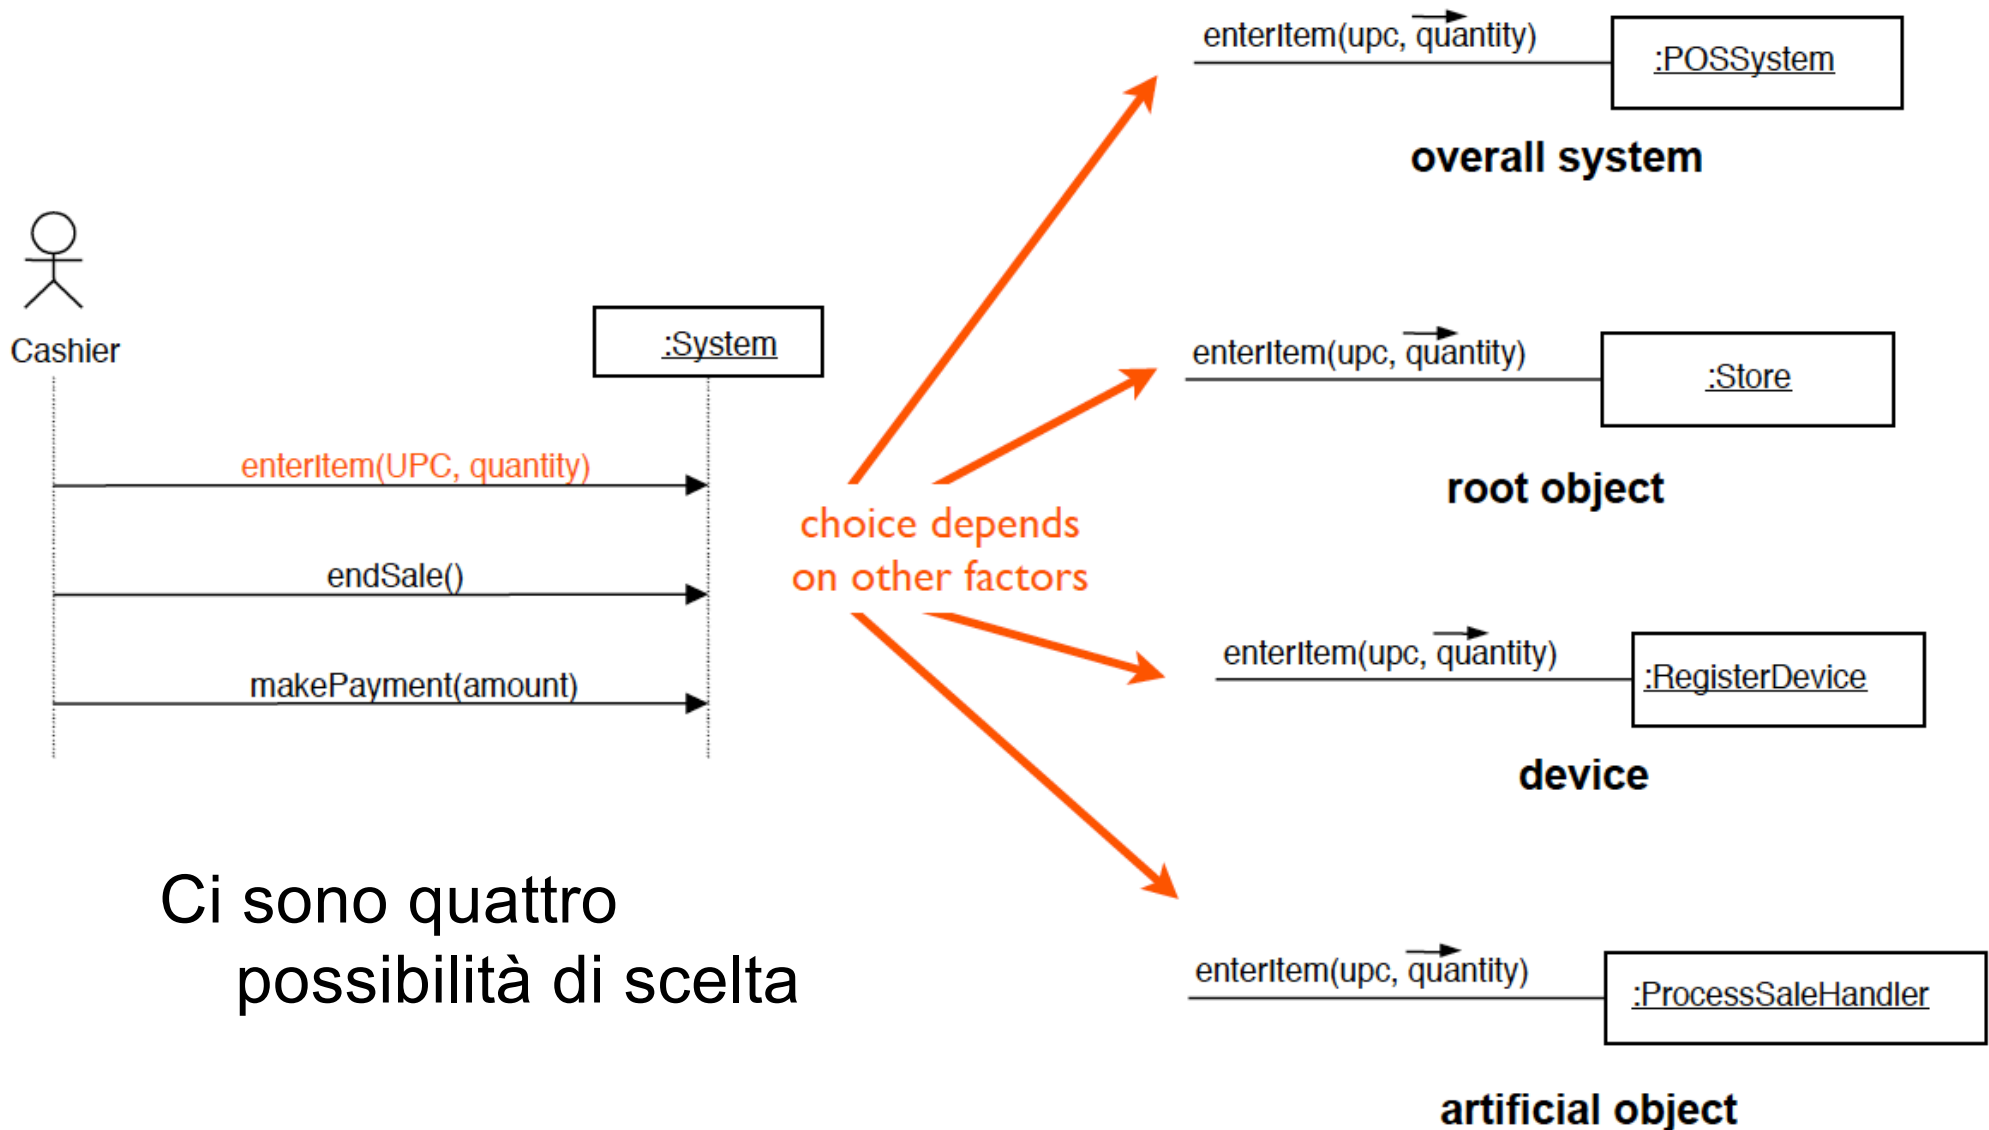 Cashier
:System
enterItem(UPC, quantity)
endSale()
makePayment(amount)
choice depends
on other factors
enterItem(upc, quantity)
:POSSystem
overall system
enterItem(upc, quantity)
:Store
root object
enterItem(upc, quantity)
:RegisterDevice
device
enterItem(upc, quantity)
:ProcessSaleHandler
artificial object
Ci sono quattro
possibilità di scelta